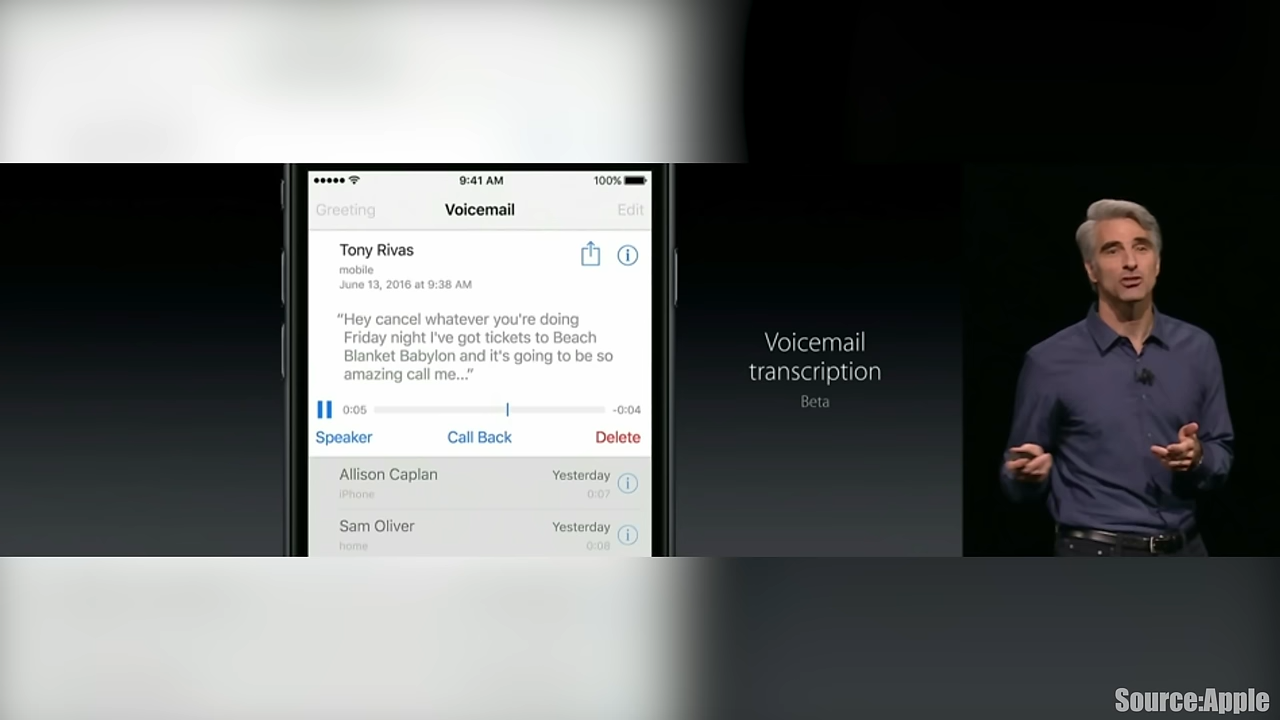 9:41 AM
100%
Greeting
Voicemail
Edit
Tony Rivas
mobile
June 13, 2016 at 9:38 AM
“Hey cancel whatever you're doing
Friday night I've got tickets to Beach
Blanket Babylon and it's going to be so
amazing call me...”
0:05
-0:04
Speaker
Call Back
Delete
Allison Caplan
Yesterday
iPhone
0:07
Sam Oliver
Yesterday
home
0:08
Voicemail
transcription
Beta
Source:Apple